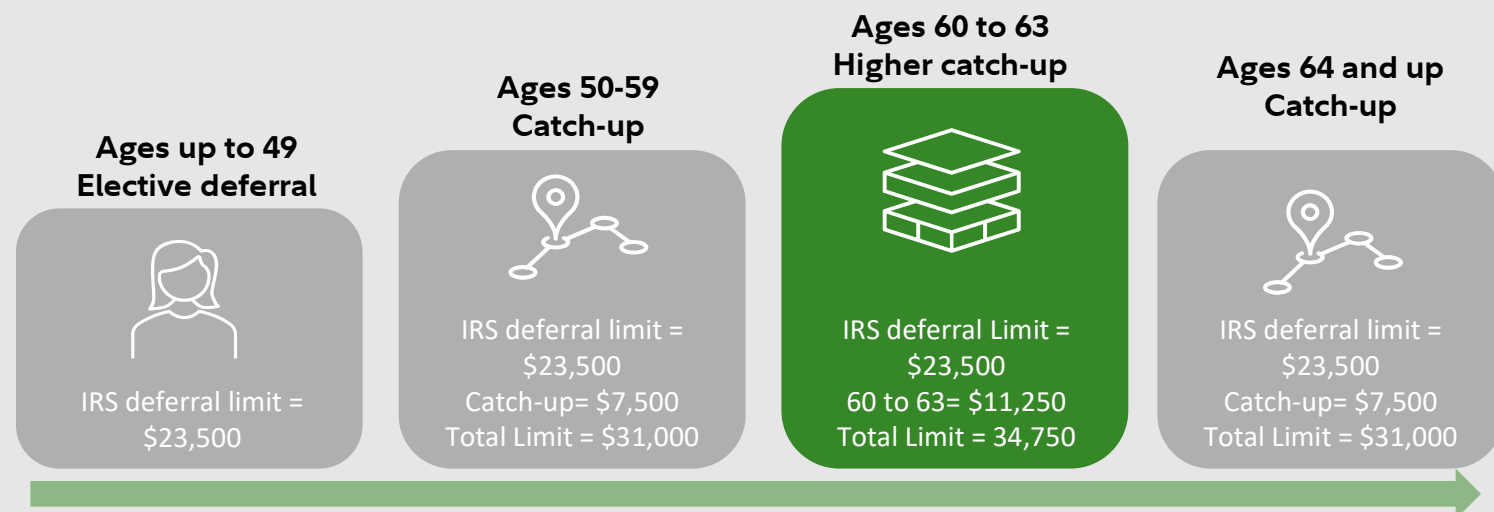 Ages up to 49
Elective deferral
IRS deferral limit =
$23,500
Ages 50-59
Catch-up
IRS deferral limit =
$23,500
Catch-up= $7,500
Total Limit = $31,000
Ages 60 to 63
Higher catch-up
IRS deferral Limit =
$23,500
60 to 63= $11,250
Total Limit = 34,750
Ages 64 and up
Catch-up
IRS deferral limit =
$23,500
Catch-up= $7,500
Total Limit = $31,000